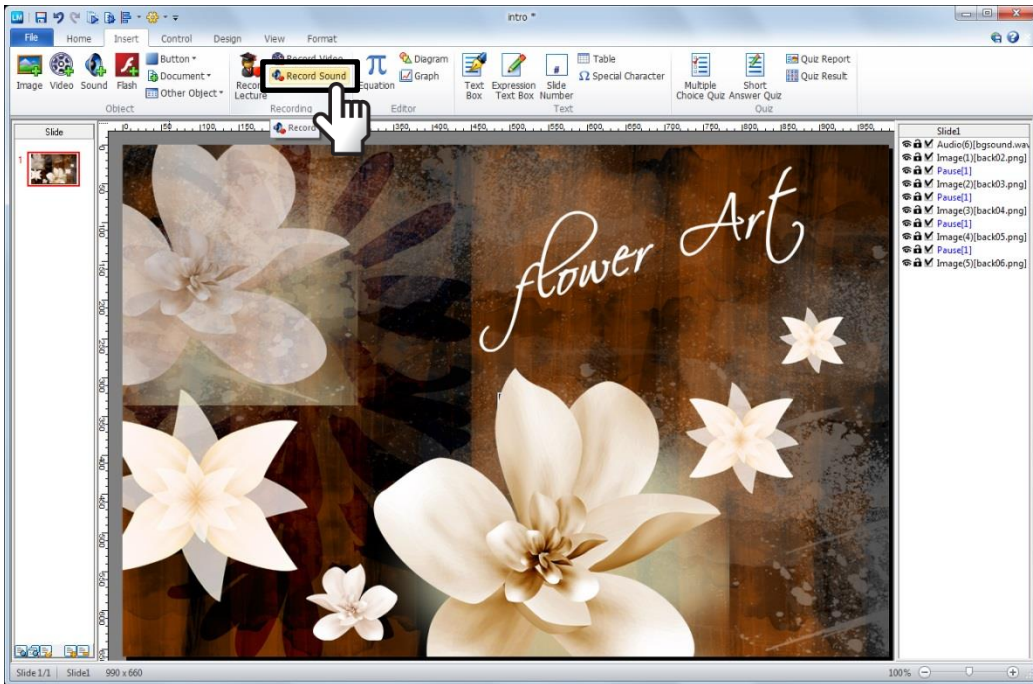 LM
intro *
File Home Insert Control Design View Format
Image Video Sound Flash
Button
Document
Other Object
Object
Record Lecture
Record Video
Record Sound
Recording
Equation
Diagram
Graph
Editor
Text Box
Expression Text Box
Slide Number
Table
Special Character
Text
Multiple Choice Quiz
Short Answer Quiz
Quiz Report
Quiz Result
Quiz
Record
Slide
1
flower Art
Slide1
Audio(6)[bgsound.wav
Image(1)[back02.png]
Pause[1]
Image(2)[back03.png]
Pause[1]
Image(3)[back04.png]
Pause[1]
Image(4)[back05.png]
Pause[1]
Image(5)[back06.png]
Slide 1/1 Slide1 990 x 660
100%